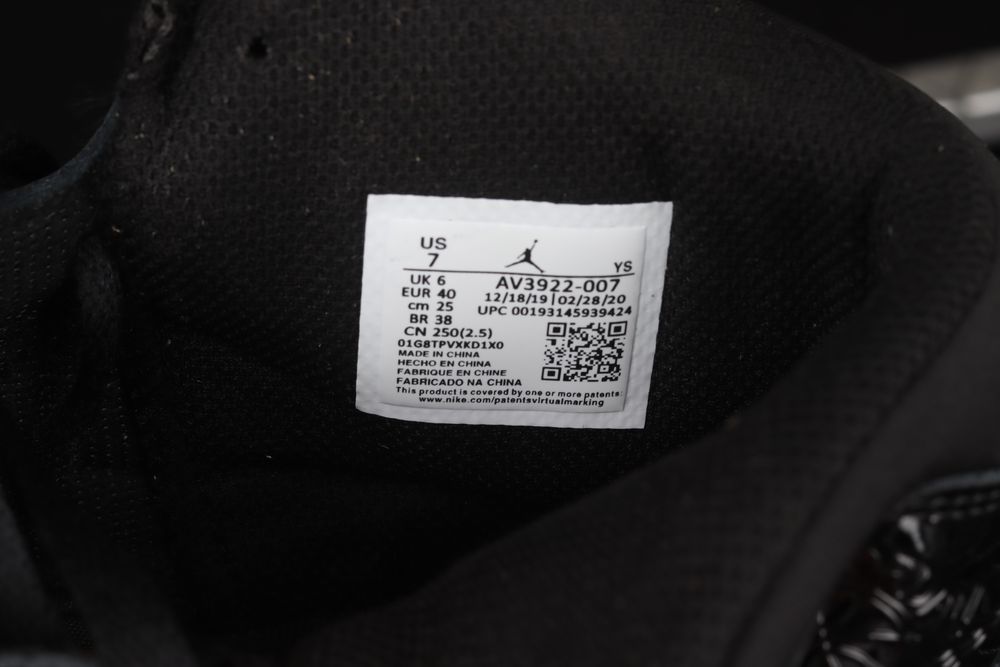 US
7
YS
UK 6
EUR 40
cm 25
BR 38
CN 250(2.5)
01G8TPVXKD1X0
AV3922-007
12/18/19|02/28/20
UPC 00193145939424
MADE IN CHINA
HECHO EN CHINA
FABRIQUE EN CHINE
FABRICADO NA CHINA
This product is covered by one or more patents:
www.nike.com/patentsvirtualmarking